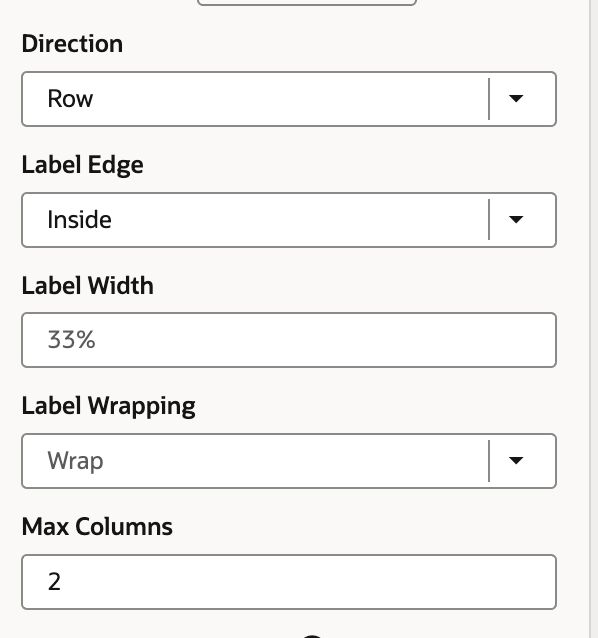 Direction
Row
Label Edge
Inside
Label Width
33%
Label Wrapping
Wrap
Max Columns
2